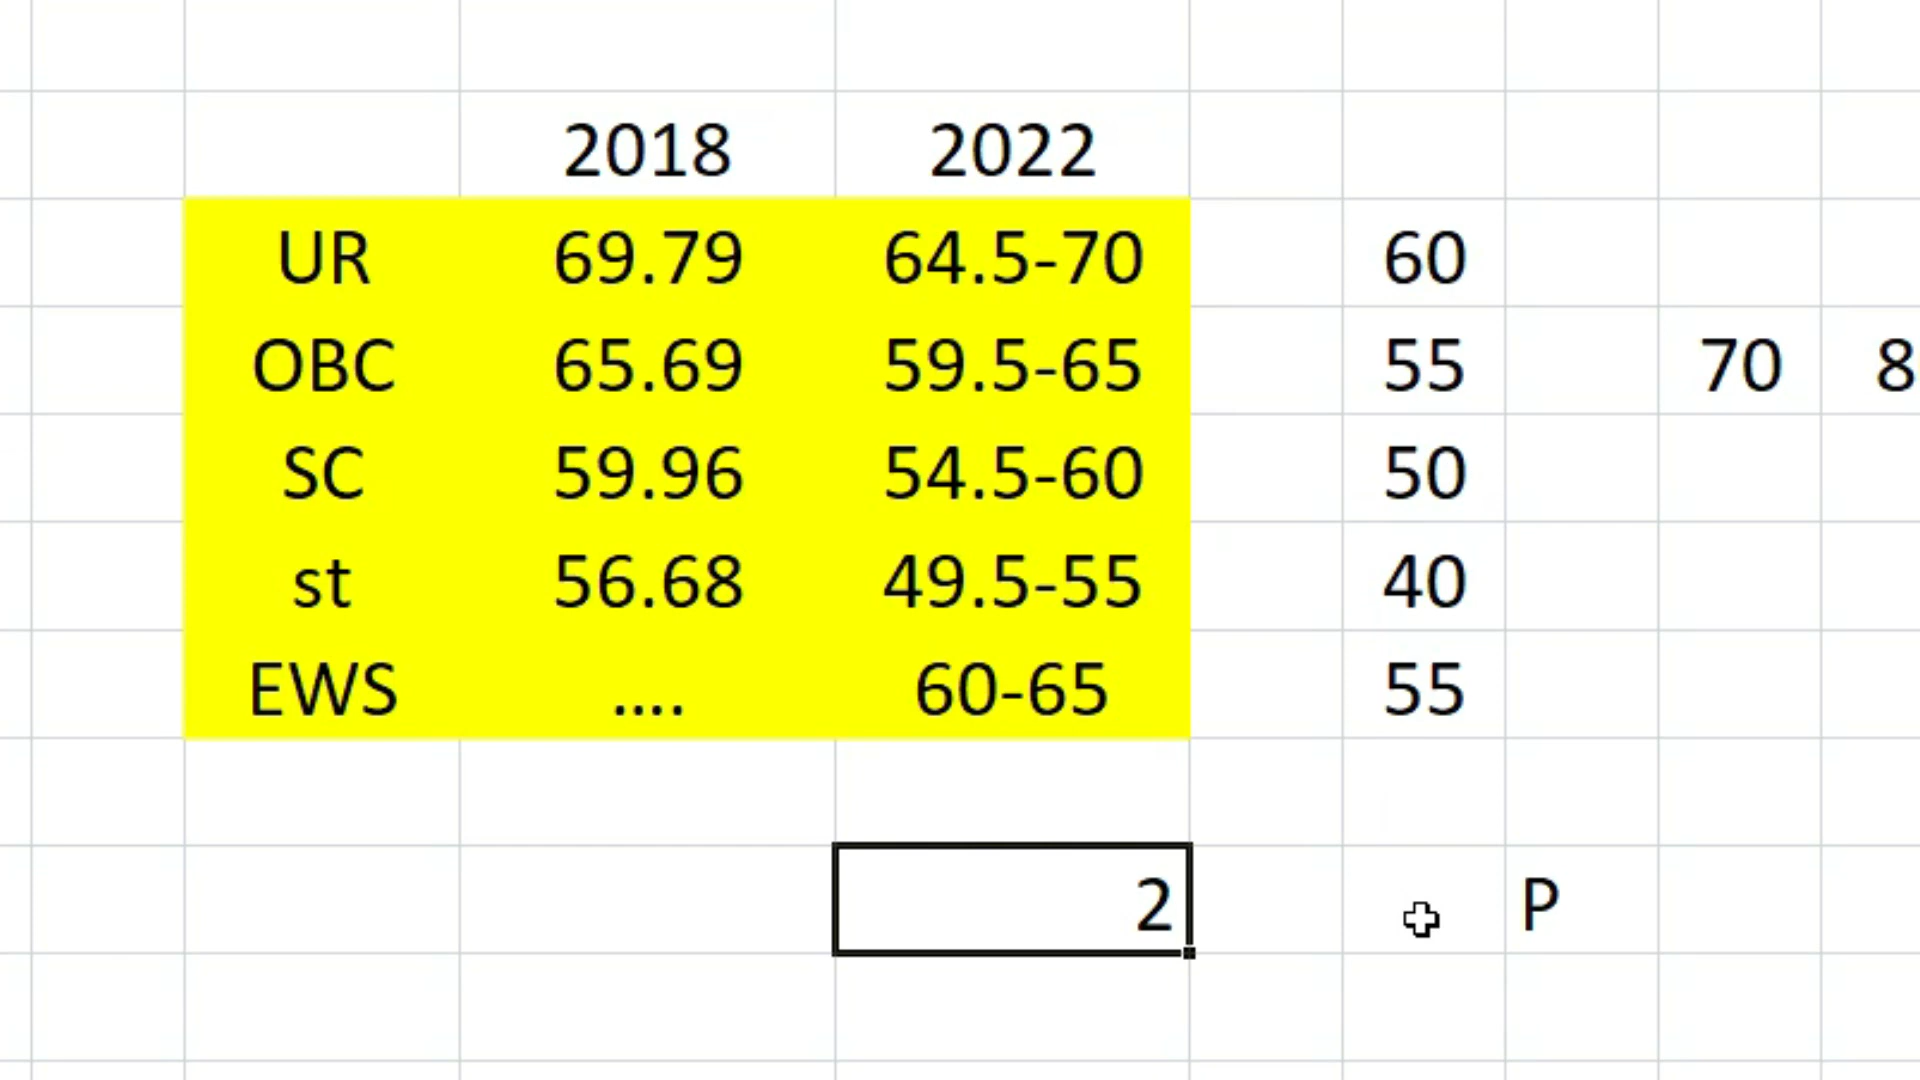 2018 2022
UR 69.79 64.5-70 60
OBC 65.69 59.5-65 55 70 8
SC 59.96 54.5-60 50
st 56.68 49.5-55 40
EWS .... 60-65 55
2 P